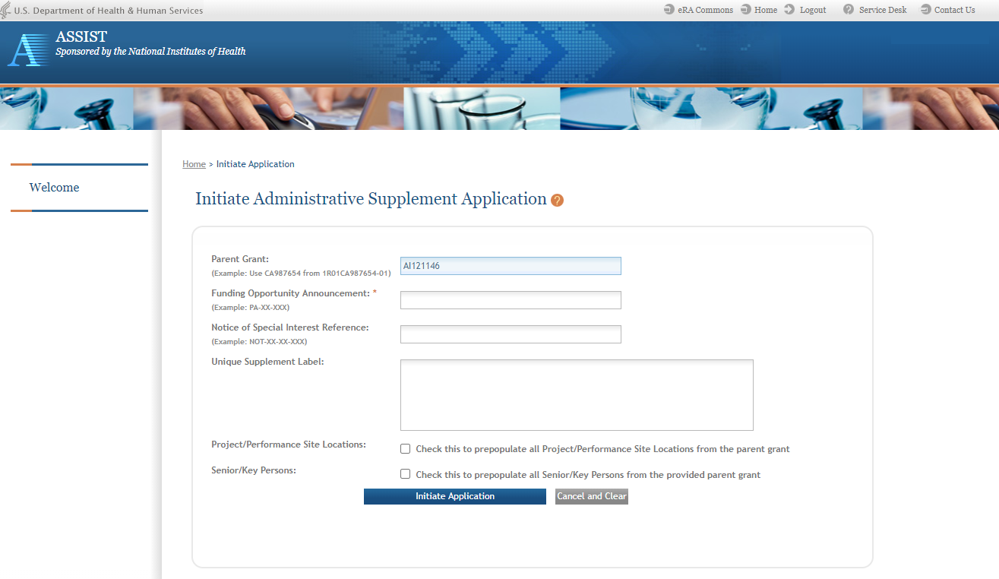 U.S. Department of Health & Human Services
eRA Commons Home Logout Service Desk Contact Us
A ASSIST
Sponsored by the National Institutes of Health
Welcome
Home > Initiate Application
Initiate Administrative Supplement Application ?
Parent Grant:
(Example: Use CA987654 from 1R01CA987654-01)
AI121146
Funding Opportunity Announcement: *
(Example: PA-XX-XXX)
Notice of Special Interest Reference:
(Example: NOT-XX-XX-XXX)
Unique Supplement Label:
Project/Performance Site Locations:
Check this to prepopulate all Project/Performance Site Locations from the parent grant
Senior/Key Persons:
Check this to prepopulate all Senior/Key Persons from the provided parent grant
Initiate Application Cancel and Clear